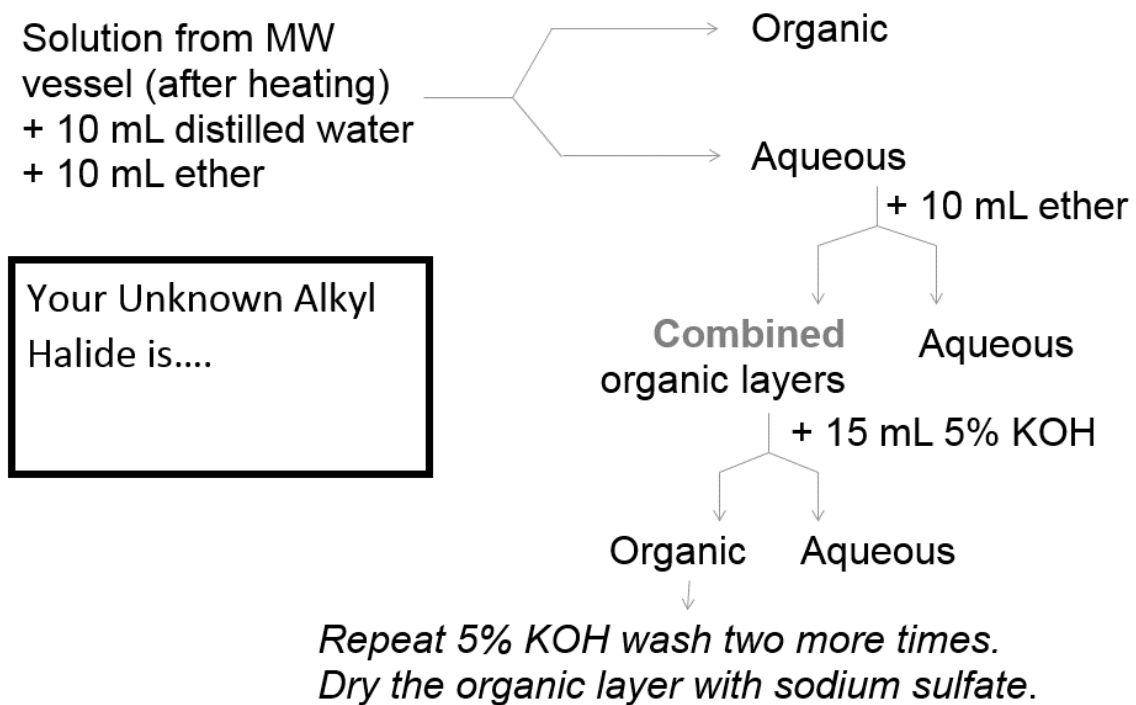 Solution from MW
vessel (after heating)
+ 10 mL distilled water
+ 10 mL ether
Organic
Aqueous
+ 10 mL ether
Your Unknown Alkyl
Halide is....
Combined
organic layers
Aqueous
+ 15 mL 5% KOH
Organic
Aqueous
Repeat 5% KOH wash two more times.
Dry the organic layer with sodium sulfate.